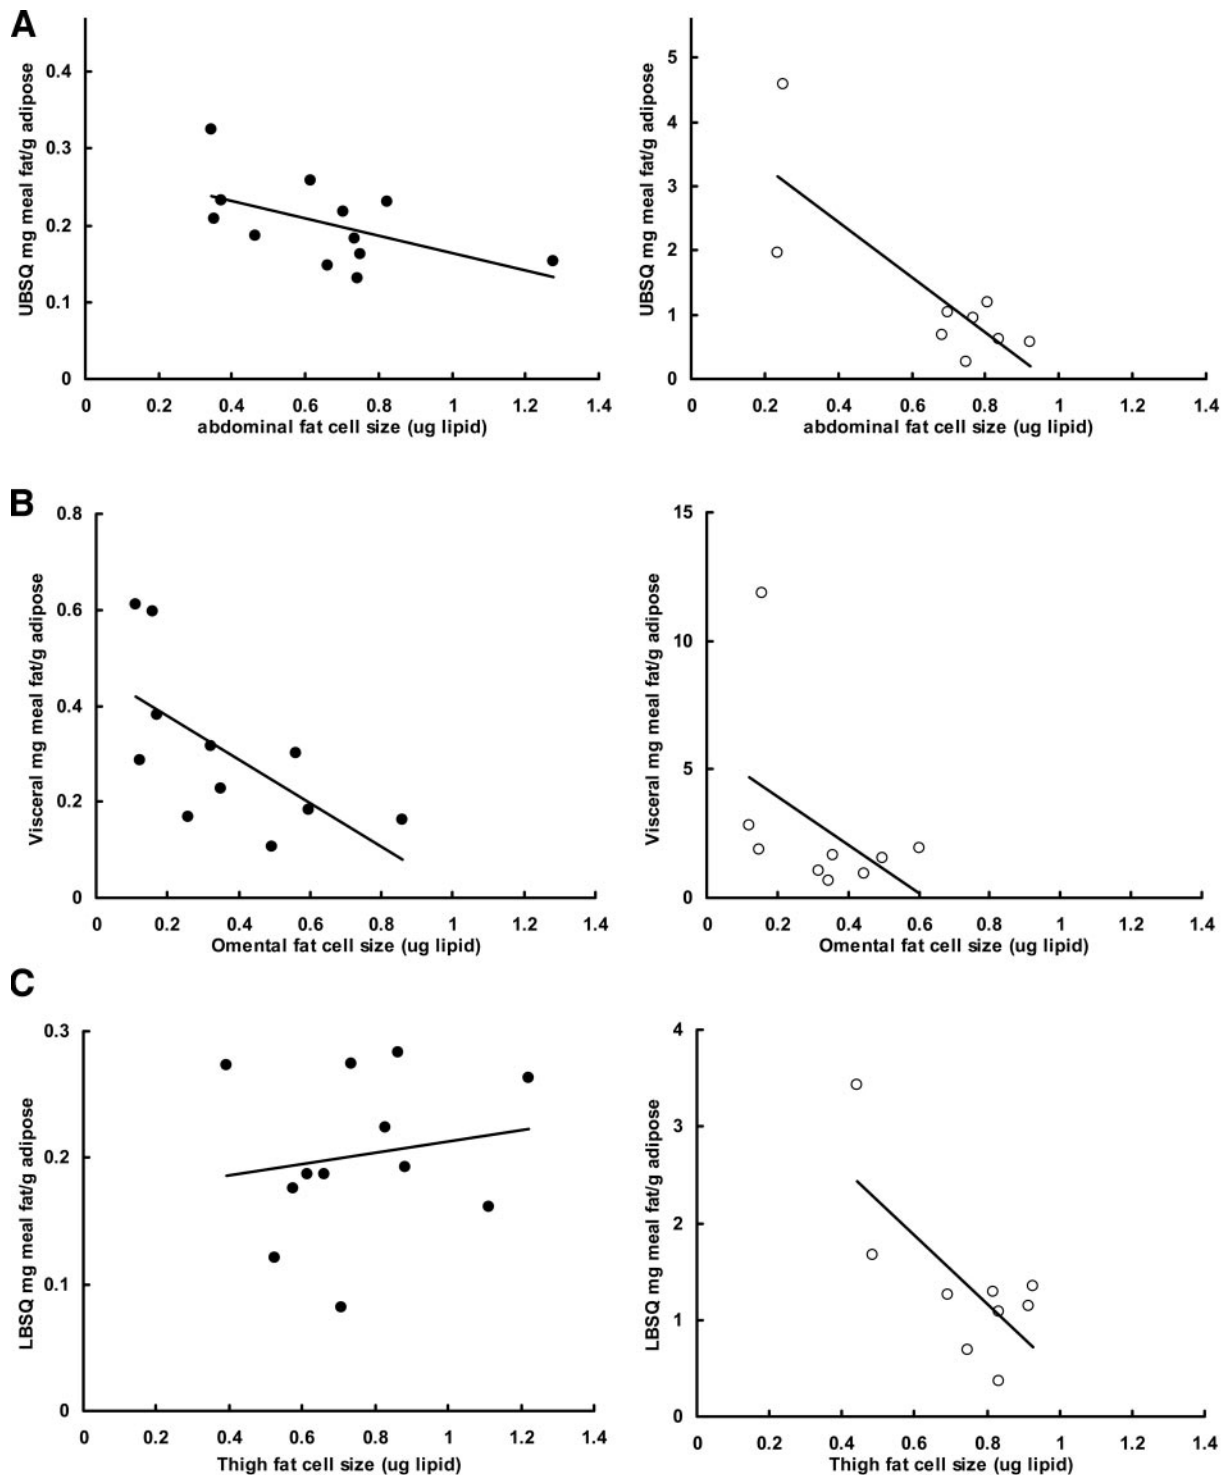 A
UBSQ mg meal fat/g adipose
0.4
0.3
0.2
0.1
0
0 0.2 0.4 0.6 0.8 1 1.2 1.4
abdominal fat cell size (ug lipid)
UBSQ mg meal fat/g adipose
5
4
3
2
1
0
0 0.2 0.4 0.6 0.8 1 1.2 1.4
abdominal fat cell size (ug lipid)
B
Visceral mg meal fat/g adipose
0.8
0.6
0.4
0.2
0
0 0.2 0.4 0.6 0.8 1 1.2 1.4
Omental fat cell size (ug lipid)
Visceral mg meal fat/g adipose
15
10
5
0
0 0.2 0.4 0.6 0.8 1 1.2 1.4
Omental fat cell size (ug lipid)
C
LBSQ mg meal fat/g adipose
0.3
0.2
0.1
0
0 0.2 0.4 0.6 0.8 1 1.2 1.4
Thigh fat cell size (ug lipid)
LBSQ mg meal fat/g adipose
4
3
2
1
0
0 0.2 0.4 0.6 0.8 1 1.2 1.4
Thigh fat cell size (ug lipid)